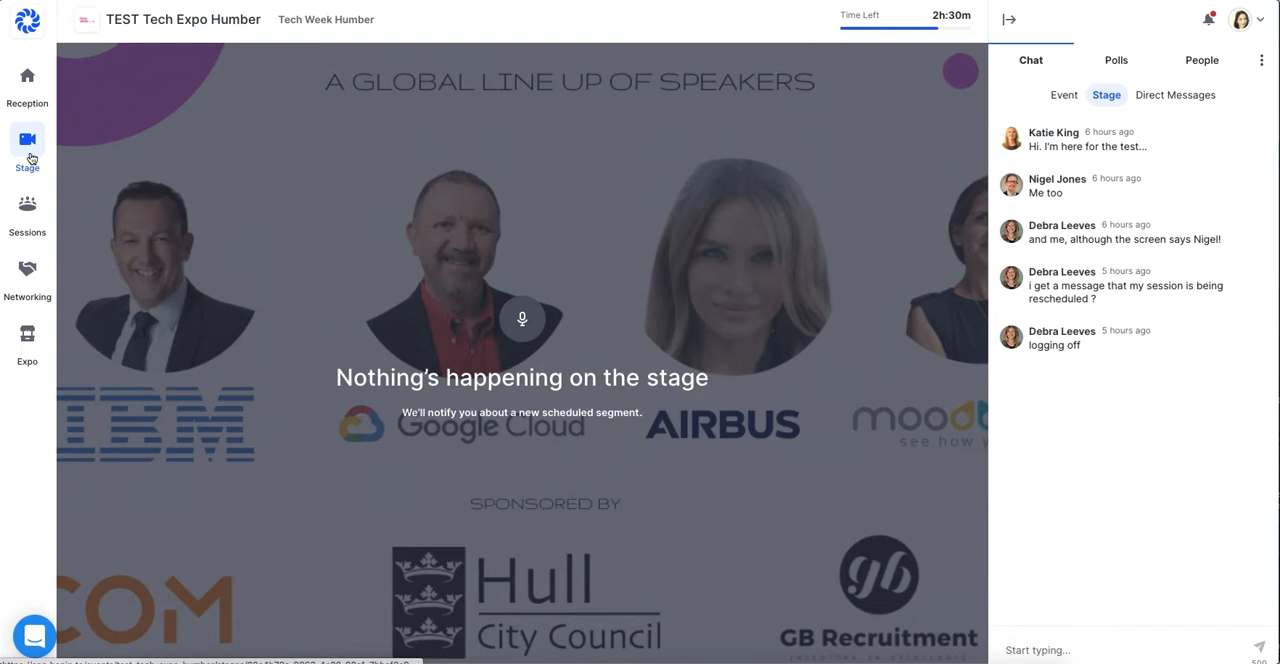 TEST Tech Expo Humber
Tech Week Humber
Time Left
2h:30m
Reception
Stage
Sessions
Networking
Expo
A GLOBAL LINE UP OF SPEAKERS
Nothing's happening on the stage
We'll notify you about a new scheduled segment.
IBM
Google Cloud
AIRBUS
mood
see how y
SPONSORED BY
COM
Hull
City Council
gb
GB Recruitment
Chat
Polls
People
Event
Stage
Direct Messages
Katie King 6 hours ago
Hi. I'm here for the test...
Nigel Jones 6 hours ago
Me too
Debra Leeves 6 hours ago
and me, although the screen says Nigel!
Debra Leeves 5 hours ago
i get a message that my session is being
rescheduled ?
Debra Leeves 5 hours ago
logging off
Start typing...
500